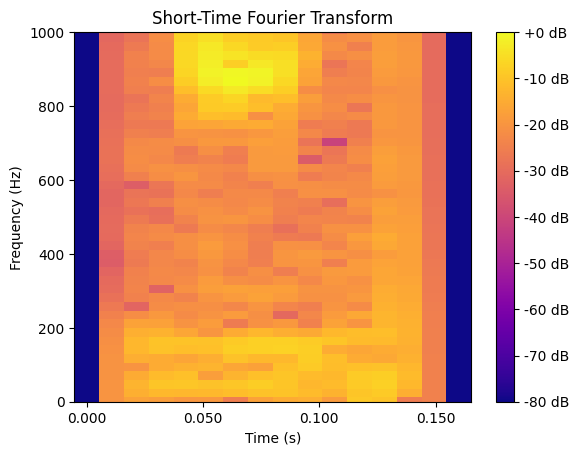 Short-Time Fourier Transform
Frequency (Hz)
1000
800
600
400
200
0
0.000
0.050
0.100
0.150
Time (s)
+0 dB
-10 dB
-20 dB
-30 dB
-40 dB
-50 dB
-60 dB
-70 dB
-80 dB